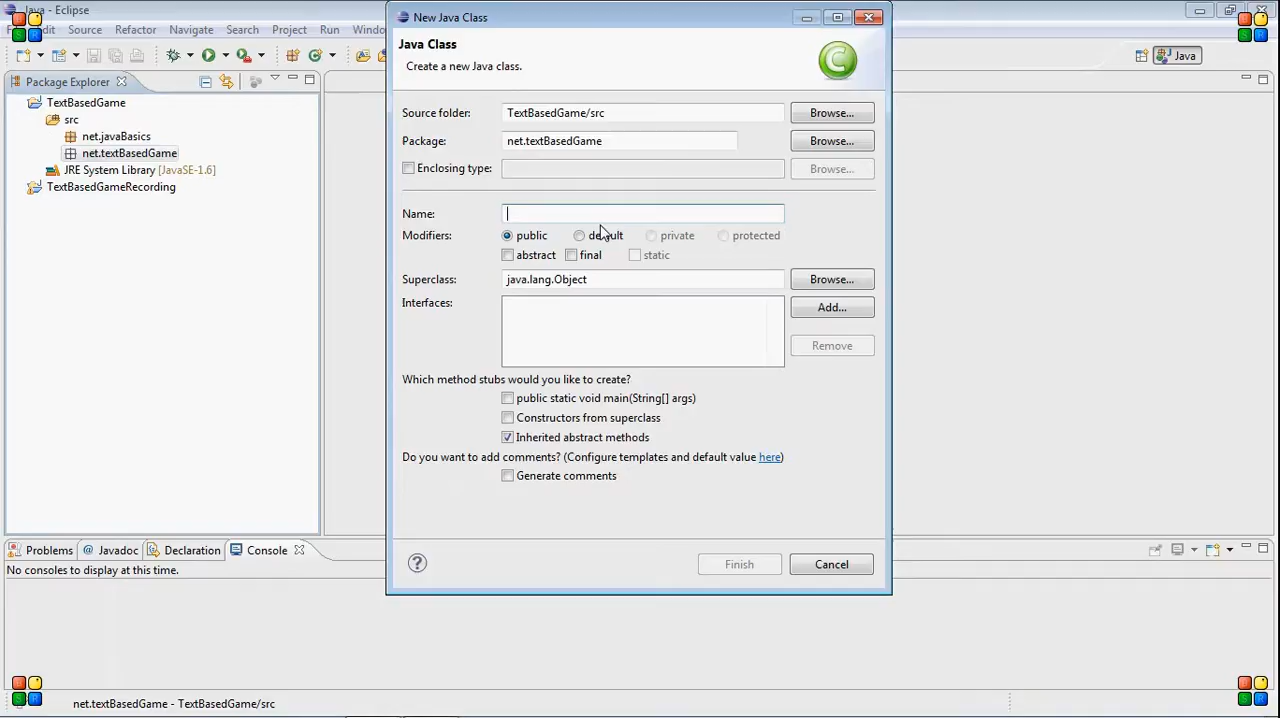 Java - Eclipse
New Java Class
Edit Source Refactor Navigate Search Project Run
Java Class
Create a new Java class.
Java
Package Explorer
TextBasedGame
src
net.javaBasics
net.textBasedGame
JRE System Library [JavaSE-1.6]
TextBasedGameRecording
Source folder: TextBasedGame/src Browse...
Package: net.textBasedGame Browse...
Enclosing type: Browse...
Name:
Modifiers: public default private protected
abstract final static
Superclass: java.lang.Object Browse...
Interfaces: Add...
Remove
Which method stubs would you like to create?
public static void main(String[] args)
Constructors from superclass
Inherited abstract methods
Do you want to add comments? (Configure templates and default value here)
Generate comments
? Finish Cancel
Problems @ Javadoc Declaration Console
No consoles to display at this time.
net.textBasedGame - TextBasedGame/src